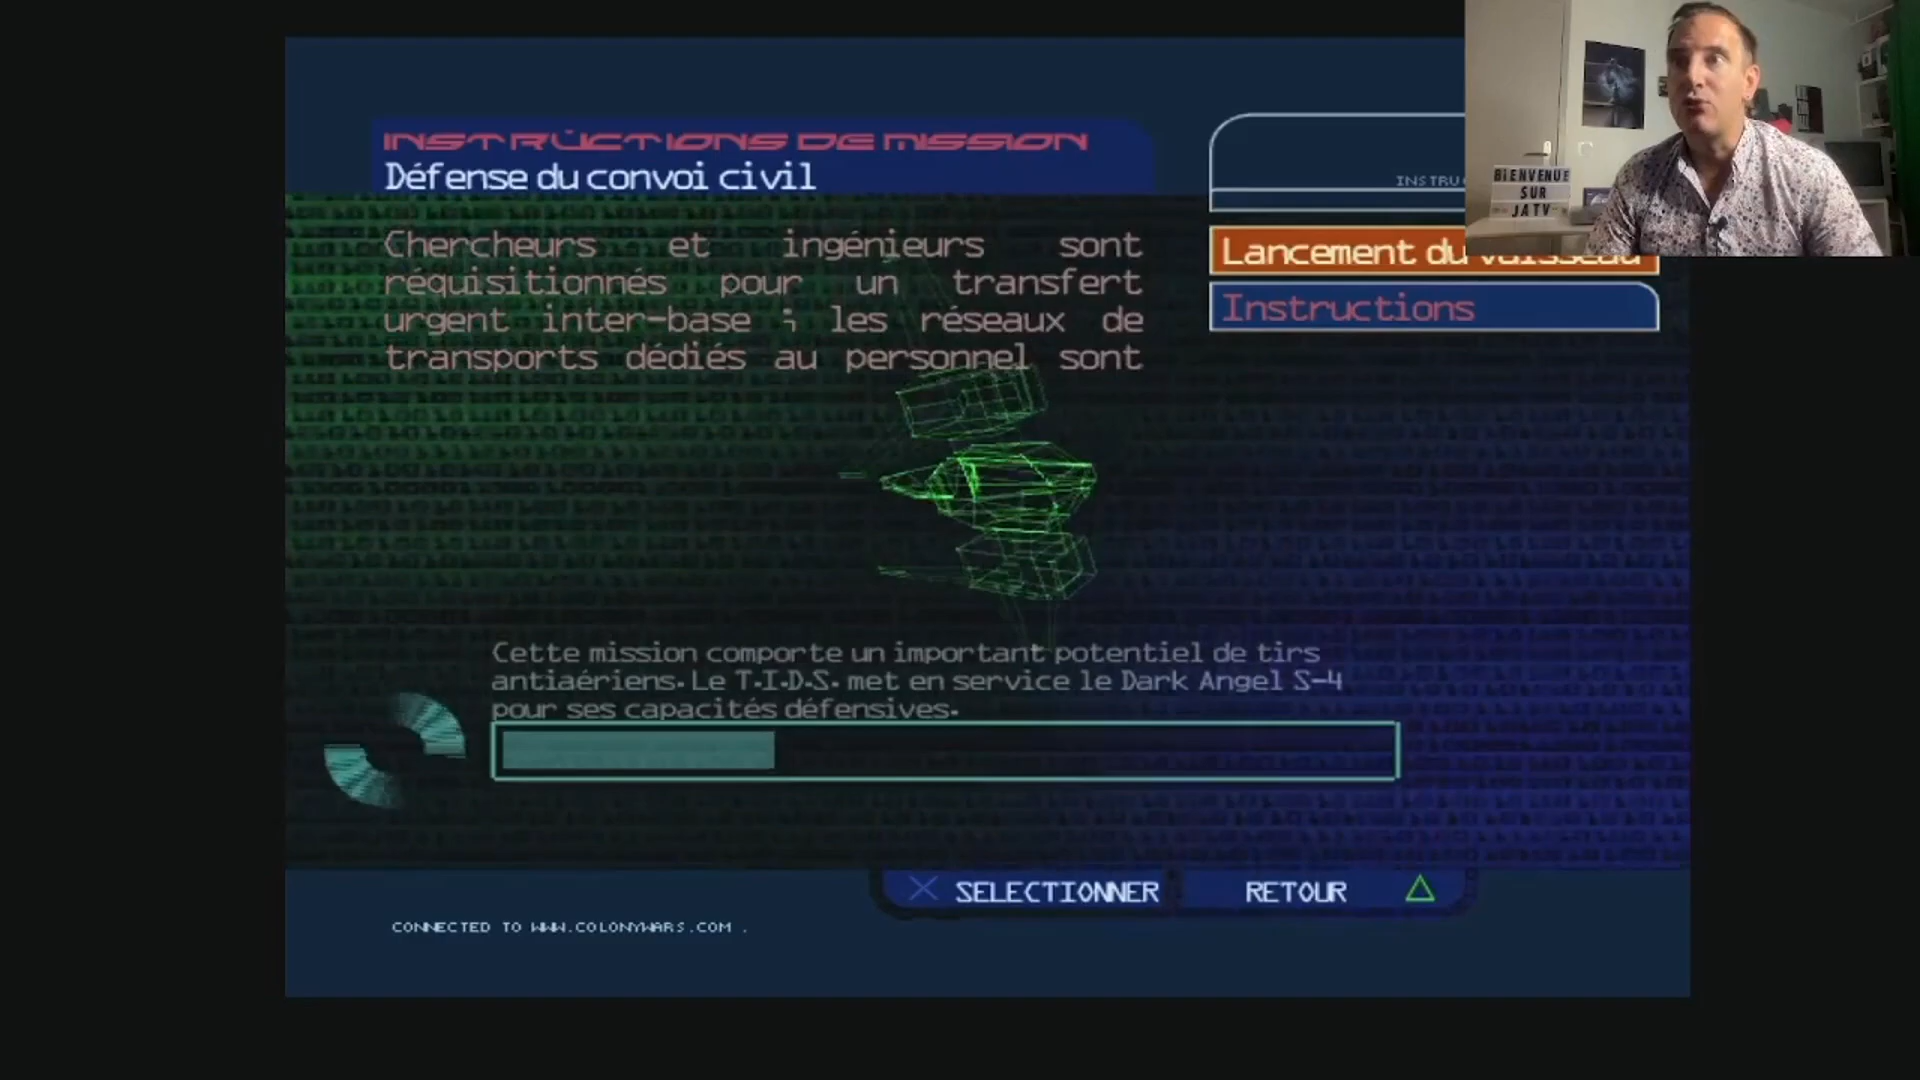 INSTRUCTIONS DE MISSION
Défense du convoi civil
Chercheurs et ingénieurs sont
réquisitionnés pour un transfert
urgent inter-base ; les réseaux de
transports dédiés au personnel sont
INSTRU
Lancement du vaisseau
Instructions
BIENVENUE
SUR
JATV
Cette mission comporte un important potentiel de tirs
antiaériens. Le T.I.D.S. met en service le Dark Angel S-4
pour ses capacités défensives.
SELECTIONNER
RETOUR
CONNECTED TO WWW.COLONYWARS.COM .